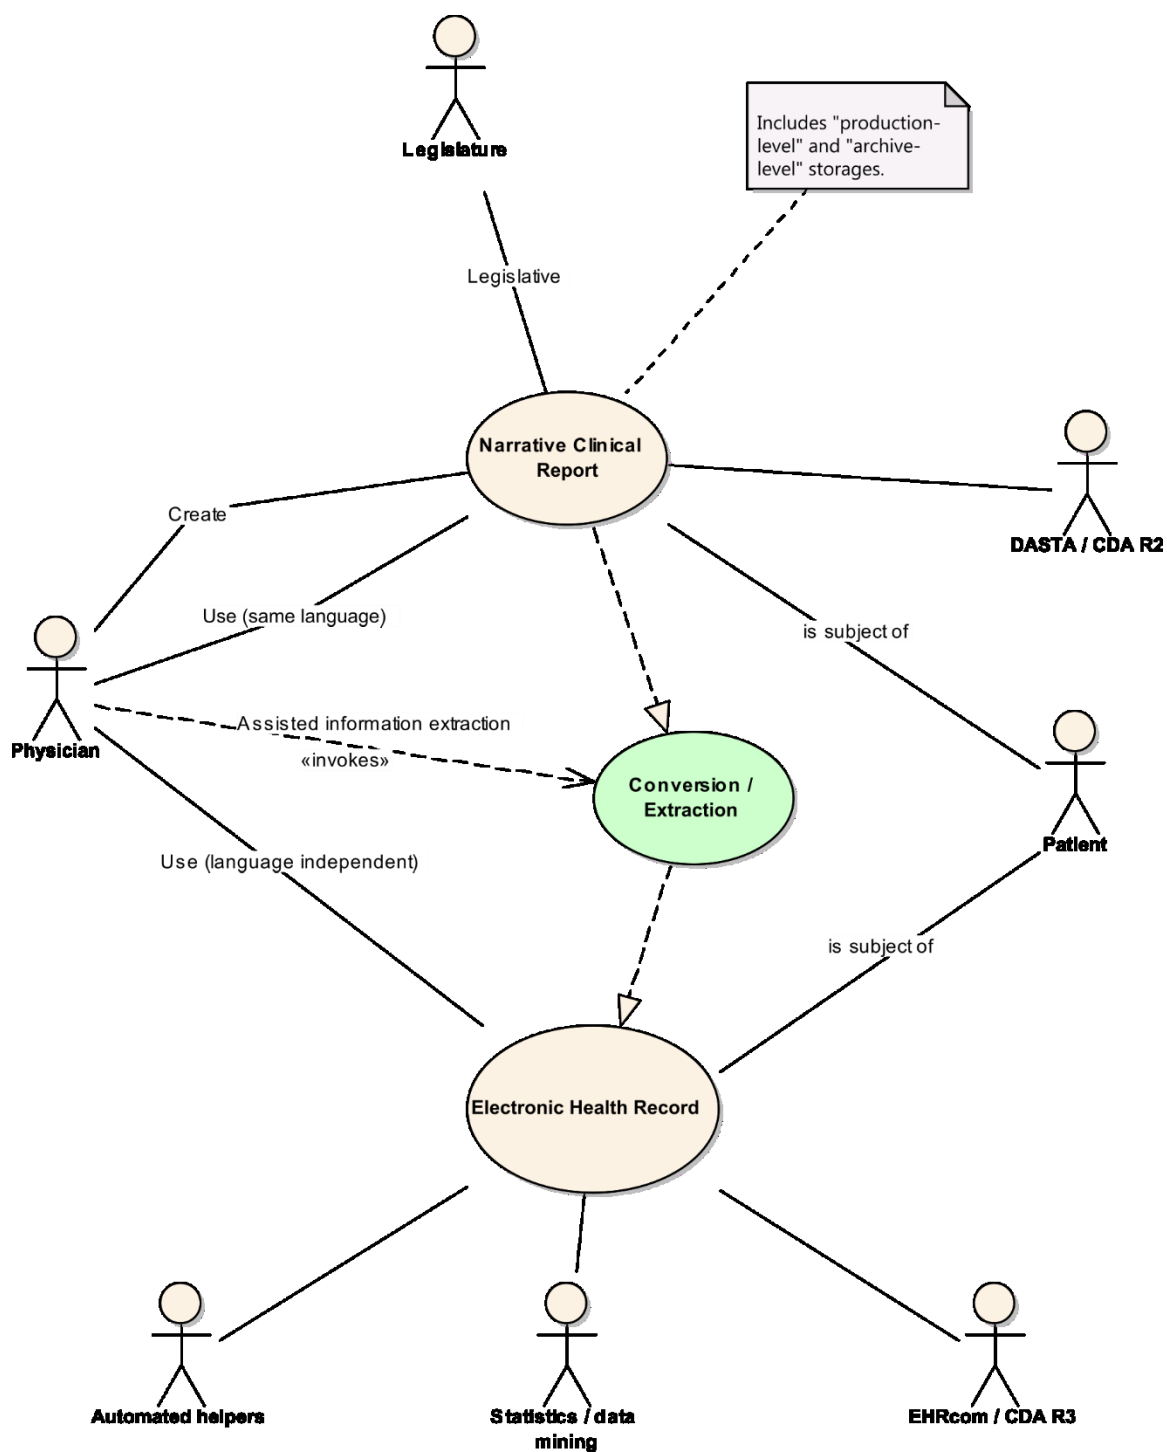 Legislature
Includes "production-
level" and "archive-
level" storages.
Legislative
Narrative Clinical
Report
DASTA / CDA R2
Create
Use (same language)
is subject of
Physician
Assisted information extraction
«invokes»
Conversion /
Extraction
Patient
Use (language independent)
is subject of
Electronic Health Record
Automated helpers
Statistics / data
mining
EHRcom / CDA R3